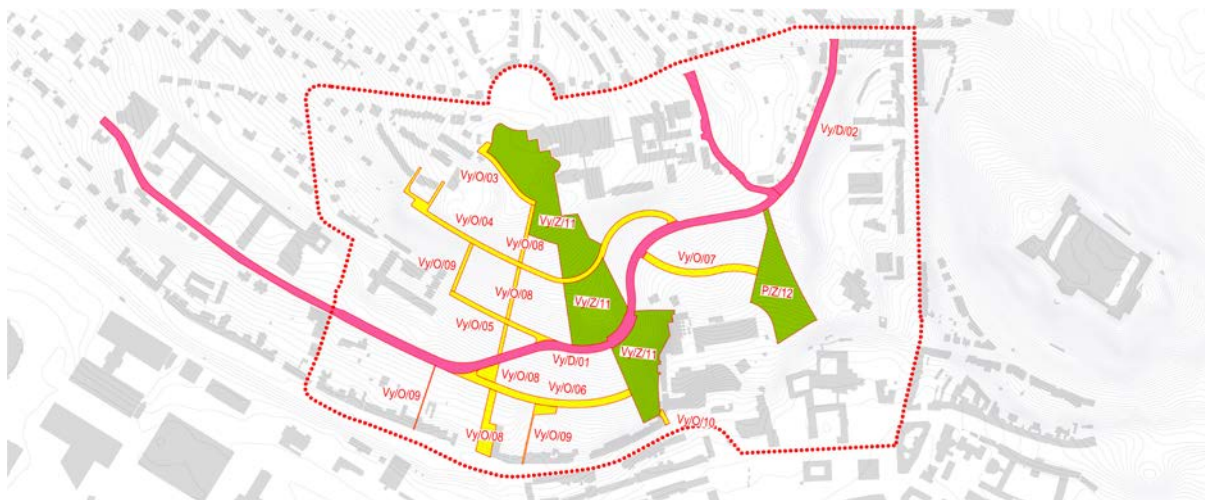 Vy/D/02
Vy/O/03
Vy/O/04
Vy/Z/11
Vy/O/08
Vy/O/09
Vy/O/07
Vy/O/08
P/Z/12
Vy/Z/11
Vy/O/05
Vy/D/01
Vy/Z/11
Vy/O/08
Vy/O/06
Vy/O/09
Vy/O/10
Vy/O/08
Vy/O/09